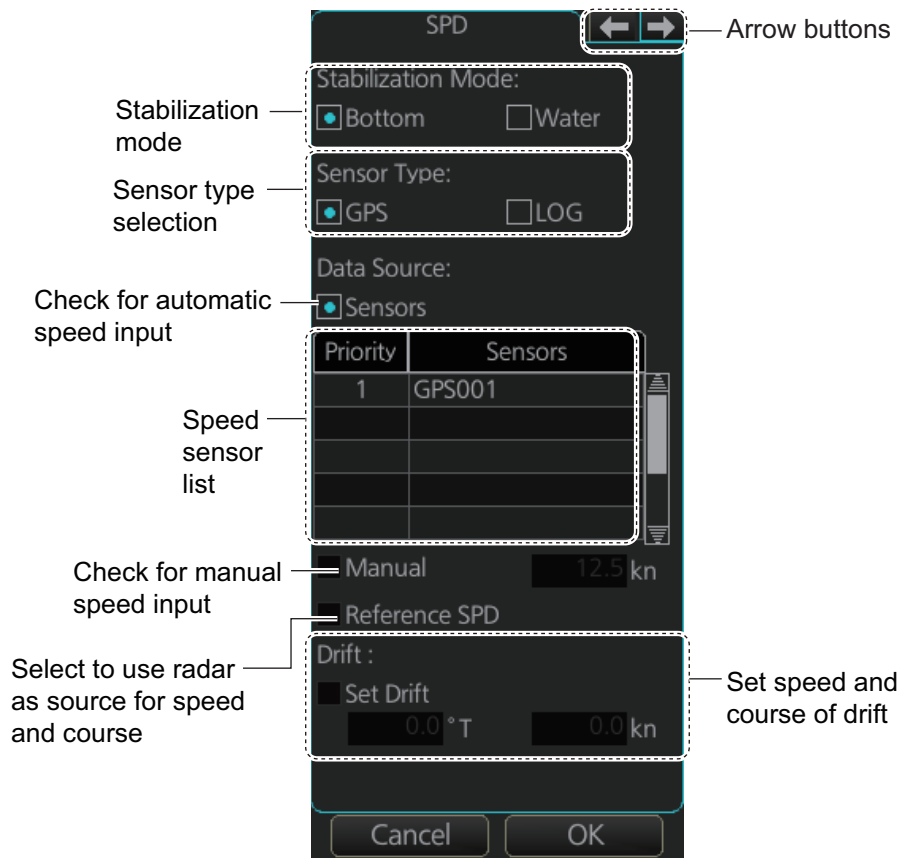 SPD
Arrow buttons
Stabilization Mode:
Stabilization
mode
Bottom
Water
Sensor Type:
Sensor type
selection
GPS
LOG
Data Source:
Check for automatic
speed input
Sensors
Priority
Sensors
1
GPS001
Speed
sensor
list
Check for manual
speed input
Manual
12.5 kn
Reference SPD
Select to use radar
as source for speed
and course
Drift :
Set Drift
0.0 °T
0.0 kn
Set speed and
course of drift
Cancel
OK